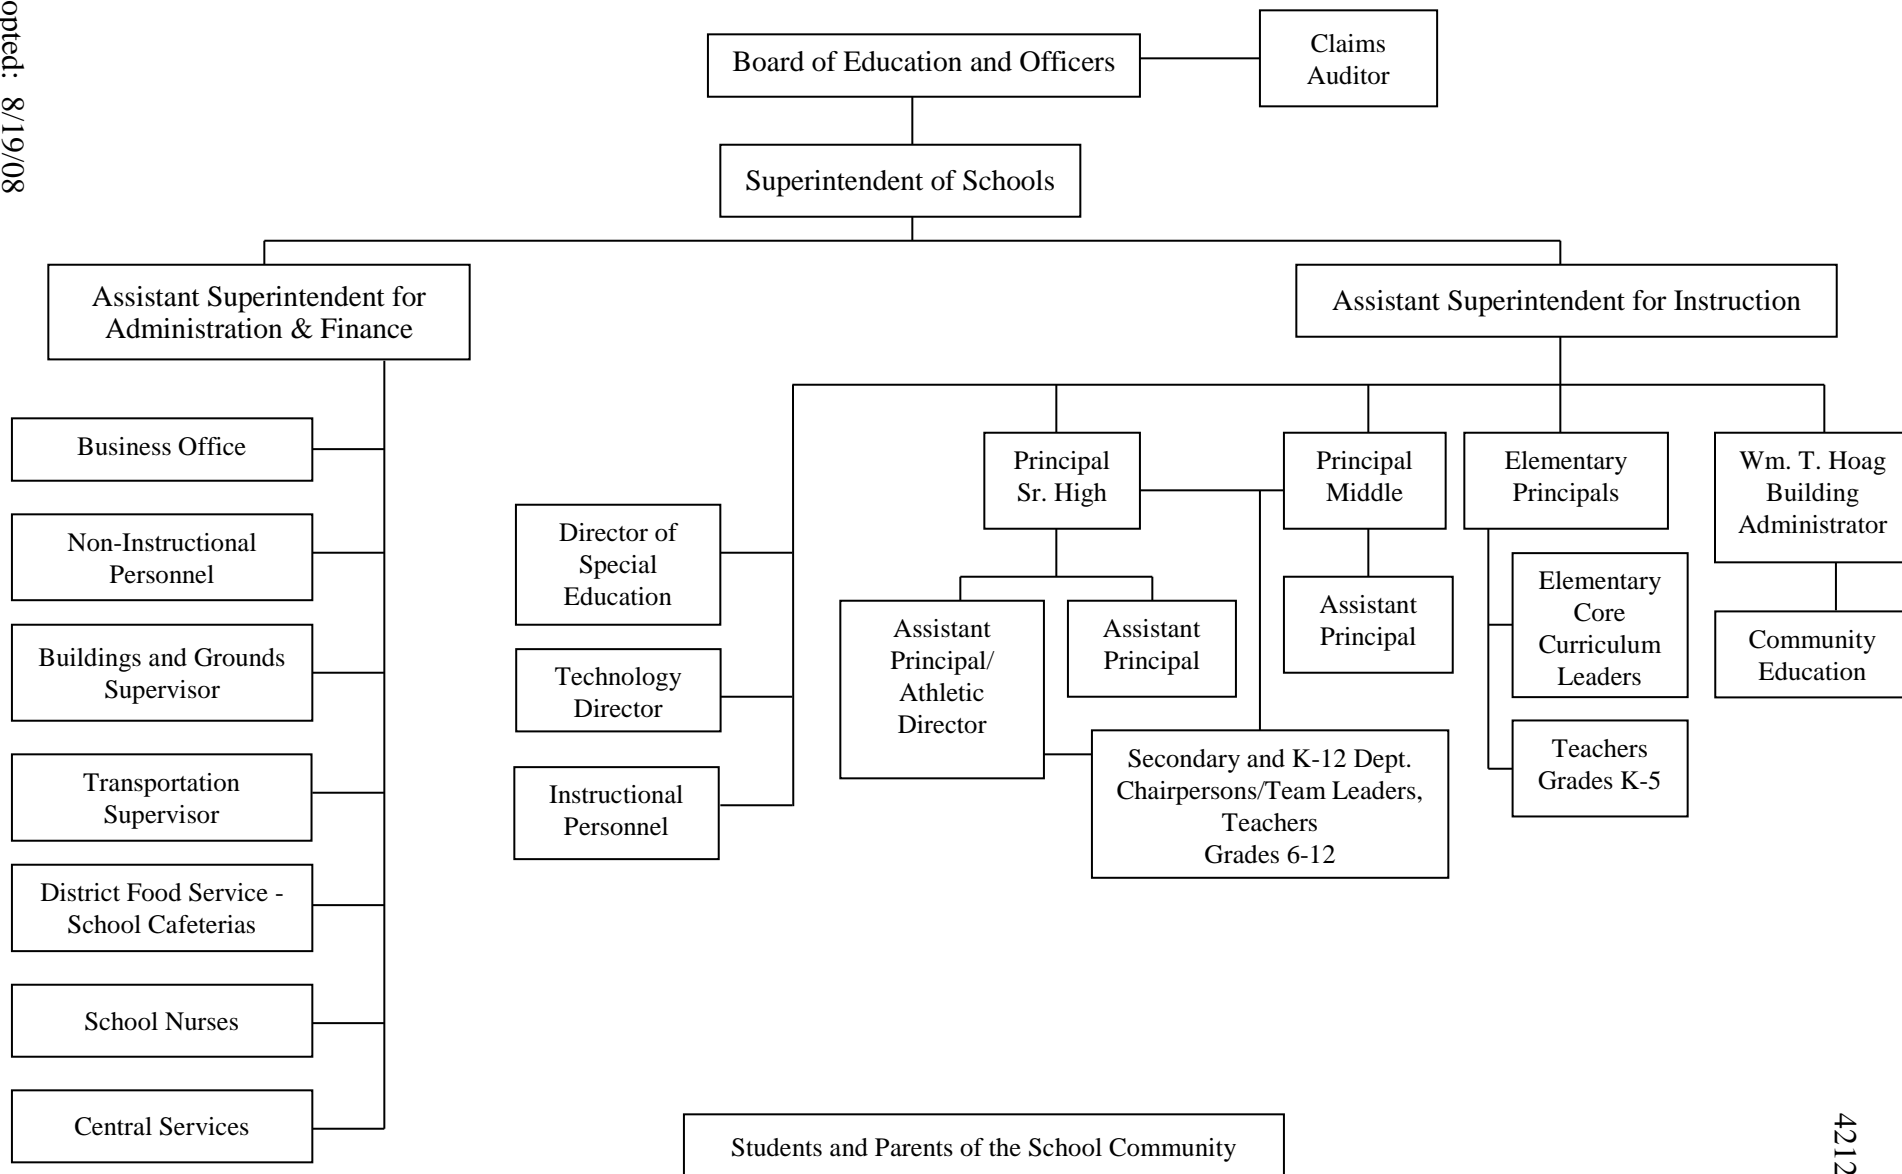 opted: 8/19/08
Board of Education and Officers
Claims
Auditor
Superintendent of Schools
Assistant Superintendent for
Administration & Finance
Assistant Superintendent for Instruction
Business Office
Non-Instructional
Personnel
Buildings and Grounds
Supervisor
Transportation
Supervisor
District Food Service -
School Cafeterias
School Nurses
Central Services
Director of
Special
Education
Technology
Director
Instructional
Personnel
Principal
Sr. High
Assistant
Principal/
Athletic
Director
Assistant
Principal
Principal
Middle
Assistant
Principal
Secondary and K-12 Dept.
Chairpersons/Team Leaders,
Teachers
Grades 6-12
Elementary
Principals
Elementary
Core
Curriculum
Leaders
Teachers
Grades K-5
Wm. T. Hoag
Building
Administrator
Community
Education
Students and Parents of the School Community
4212